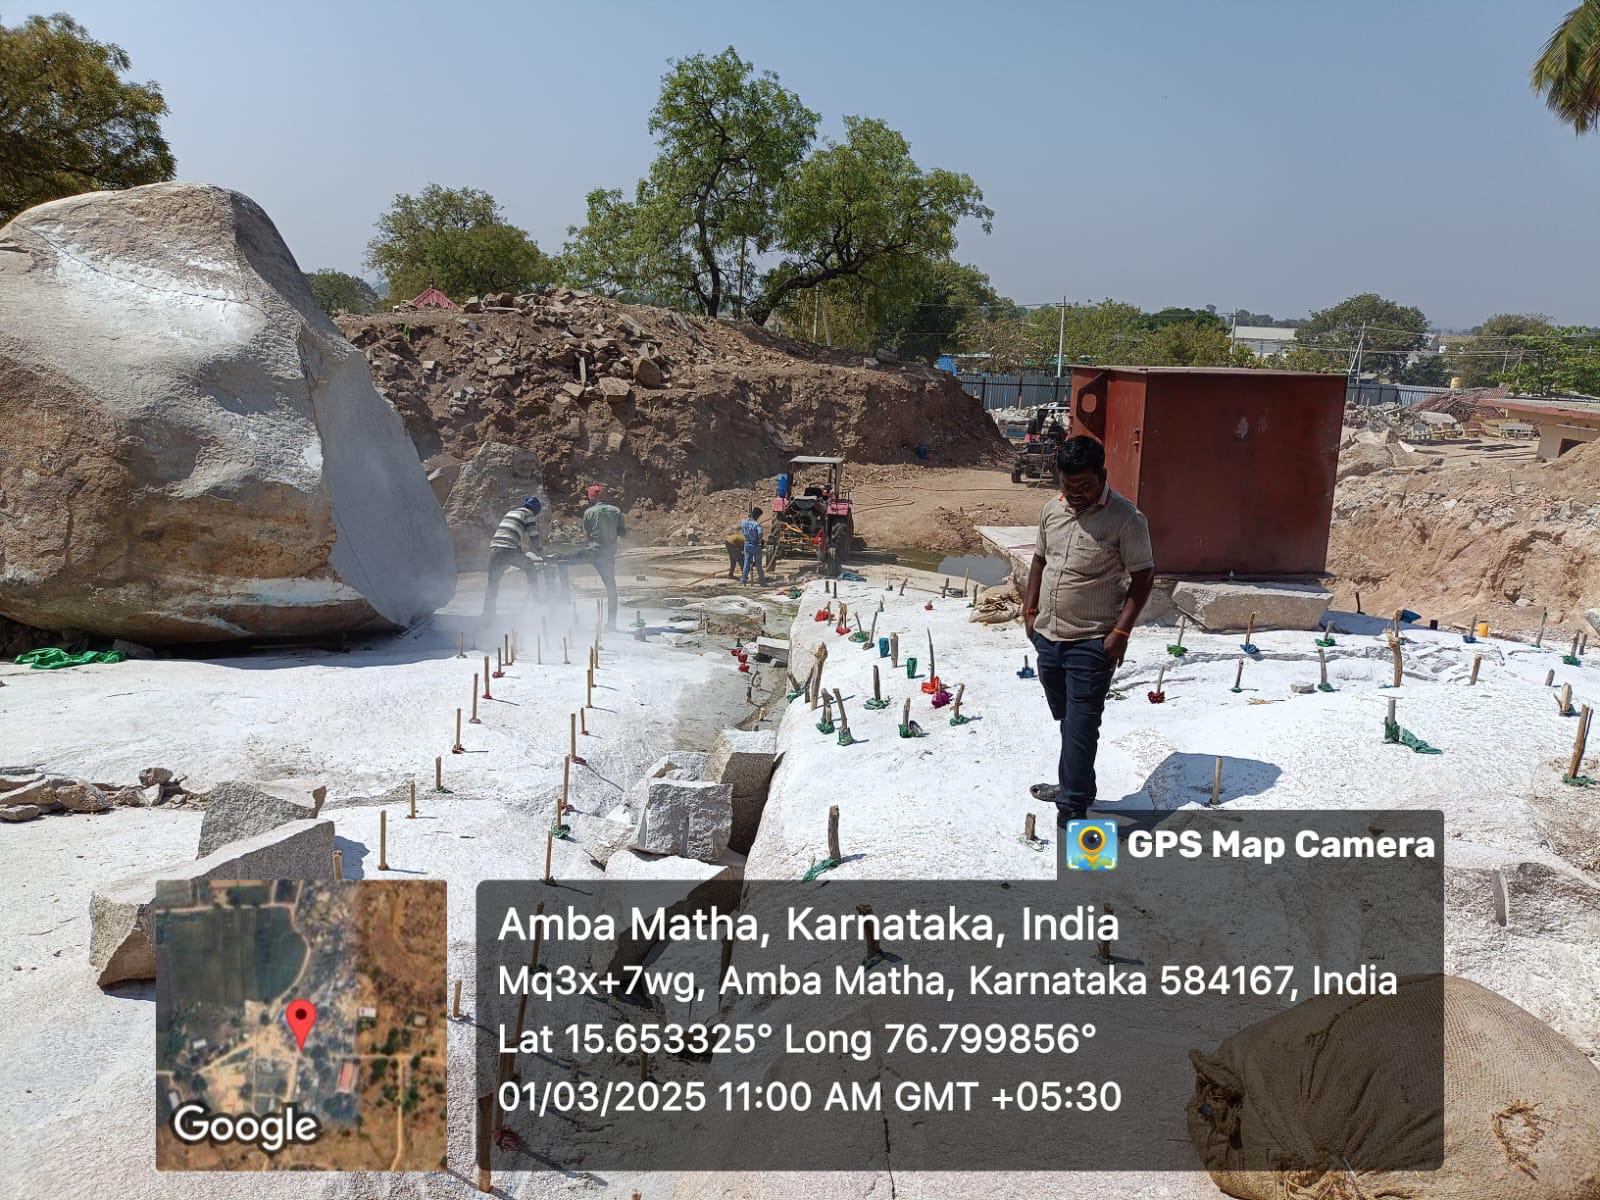 GPS Map Camera
Amba Matha, Karnataka, India
Mq3x+7wg, Amba Matha, Karnataka 584167, India
Lat 15.653325° Long 76.799856°
01/03/2025 11:00 AM GMT +05:30
Google